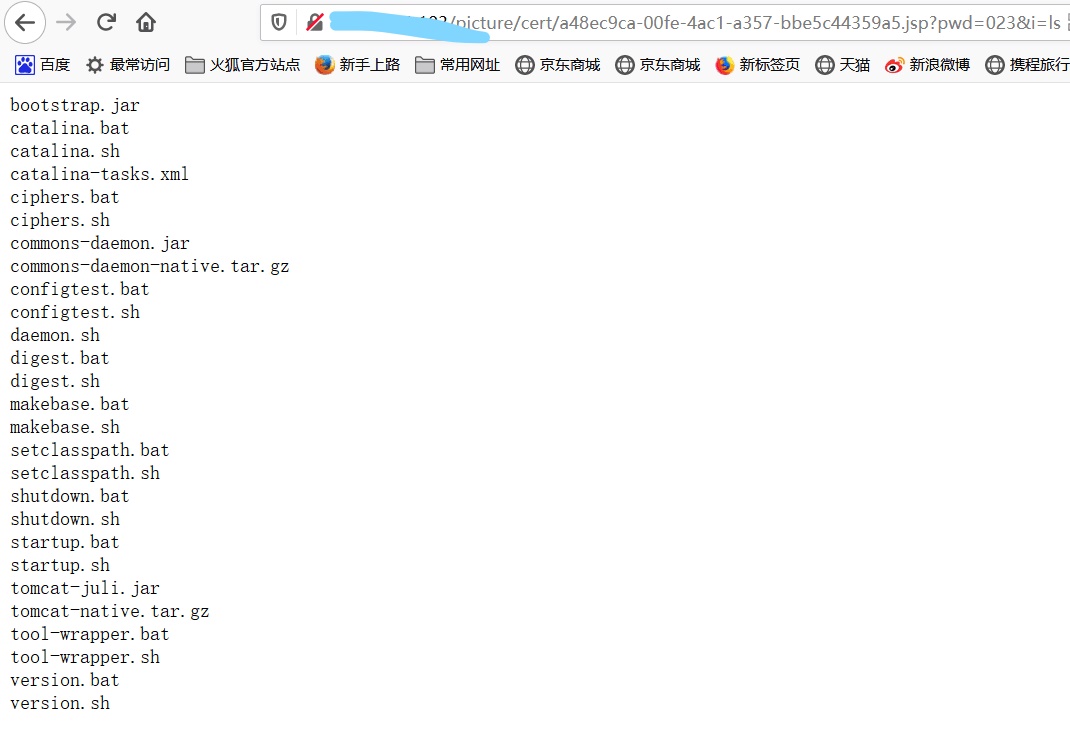 /picture/cert/a48ec9ca-00fe-4ac1-a357-bbe5c44359a5.jsp?pwd=023&i=ls
百度 最常访问 火狐官方站点 新手上路 常用网址 京东商城 京东商城 新标签页 天猫 新浪微博 携程旅行
bootstrap.jar
catalina.bat
catalina.sh
catalina-tasks.xml
ciphers.bat
ciphers.sh
commons-daemon.jar
commons-daemon-native.tar.gz
configtest.bat
configtest.sh
daemon.sh
digest.bat
digest.sh
makebase.bat
makebase.sh
setclasspath.bat
setclasspath.sh
shutdown.bat
shutdown.sh
startup.bat
startup.sh
tomcat-juli.jar
tomcat-native.tar.gz
tool-wrapper.bat
tool-wrapper.sh
version.bat
version.sh